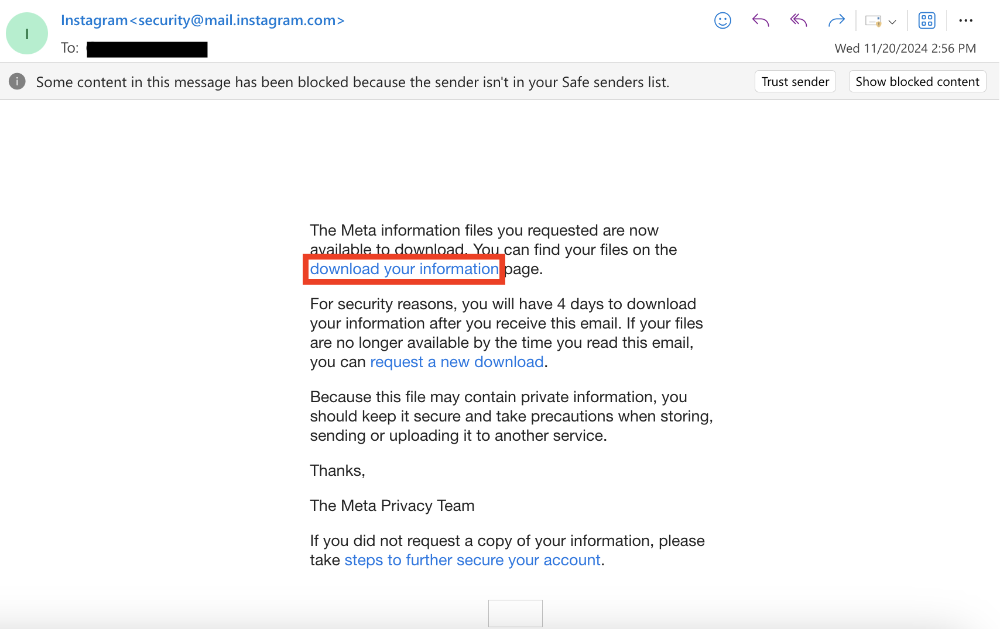 I
Instagram<security@mail.instagram.com>
To:
Wed 11/20/2024 2:56 PM
Some content in this message has been blocked because the sender isn't in your Safe senders list.
Trust sender
Show blocked content
The Meta information files you requested are now
available to download. You can find your files on the
download your information page.
For security reasons, you will have 4 days to download
your information after you receive this email. If your files
are no longer available by the time you read this email,
you can request a new download.
Because this file may contain private information, you
should keep it secure and take precautions when storing,
sending or uploading it to another service.
Thanks,
The Meta Privacy Team
If you did not request a copy of your information, please
take steps to further secure your account.